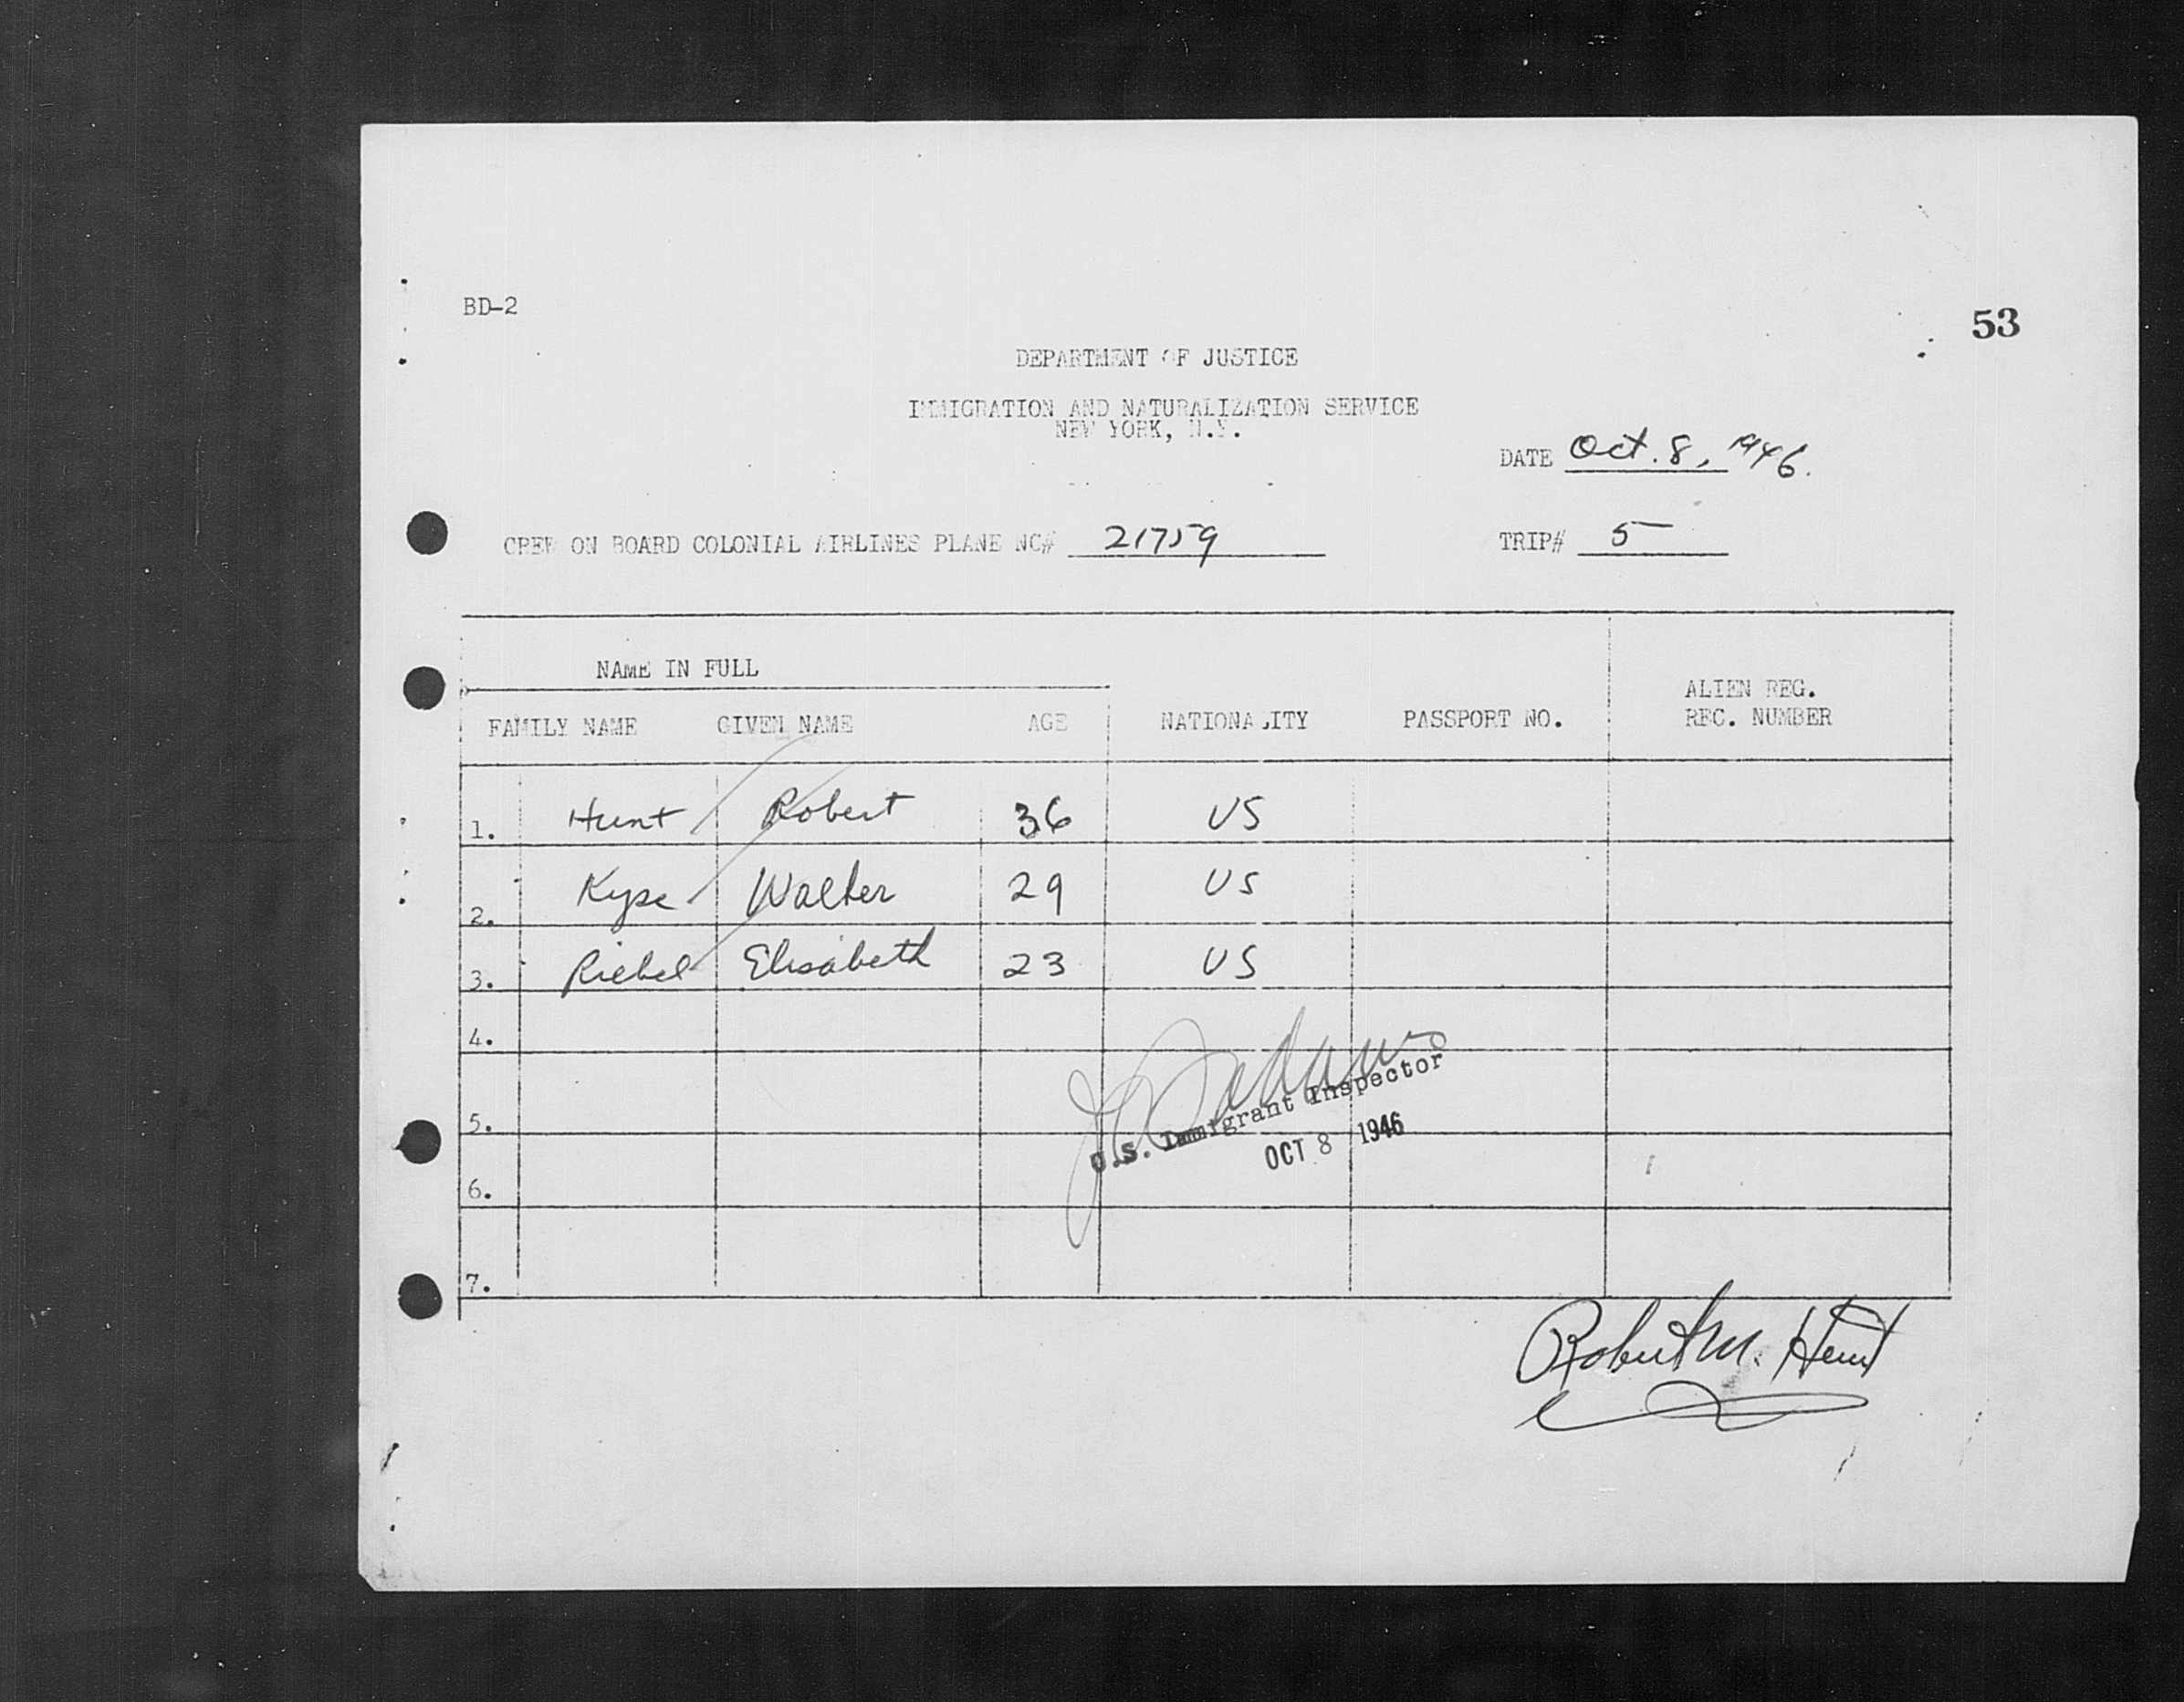 BD-2
53
DEPARTMENT OF JUSTICE
IMMIGRATION AND NATURALIZATION SERVICE
NEW YORK, N.Y.
DATE Oct. 8, 1946.
CREW ON BOARD COLONIAL AIRLINES PLANE NC# 21759 TRIP# 5
NAME IN FULL
ALIEN REG.
FAMILY NAME GIVEN NAME AGE NATIONALITY PASSPORT NO. REC. NUMBER
1. Hunt Robert 36 US
2. Kyse Walter 29 US
3. Riebel Elisabeth 23 US
4.
U.S. Immigrant Inspector
5.
OCT 8 1946
6.
7.
Robert M. Hunt